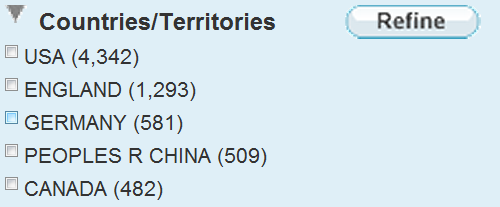 Countries/Territories Refine
USA (4,342)
ENGLAND (1,293)
GERMANY (581)
PEOPLES R CHINA (509)
CANADA (482)